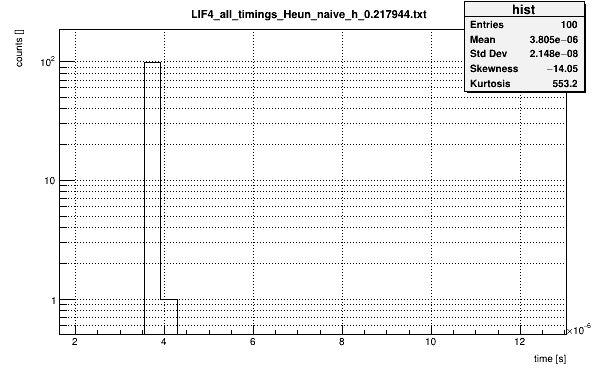 LIF4_all_timings_Heun_naive_h_0.217944.txt
hist
Entries 100
Mean 3.805e−06
Std Dev 2.148e−08
Skewness −14.05
Kurtosis 553.2
counts []
10²
10
1
2 4 6 8 10 12
×10⁻⁶
time [s]